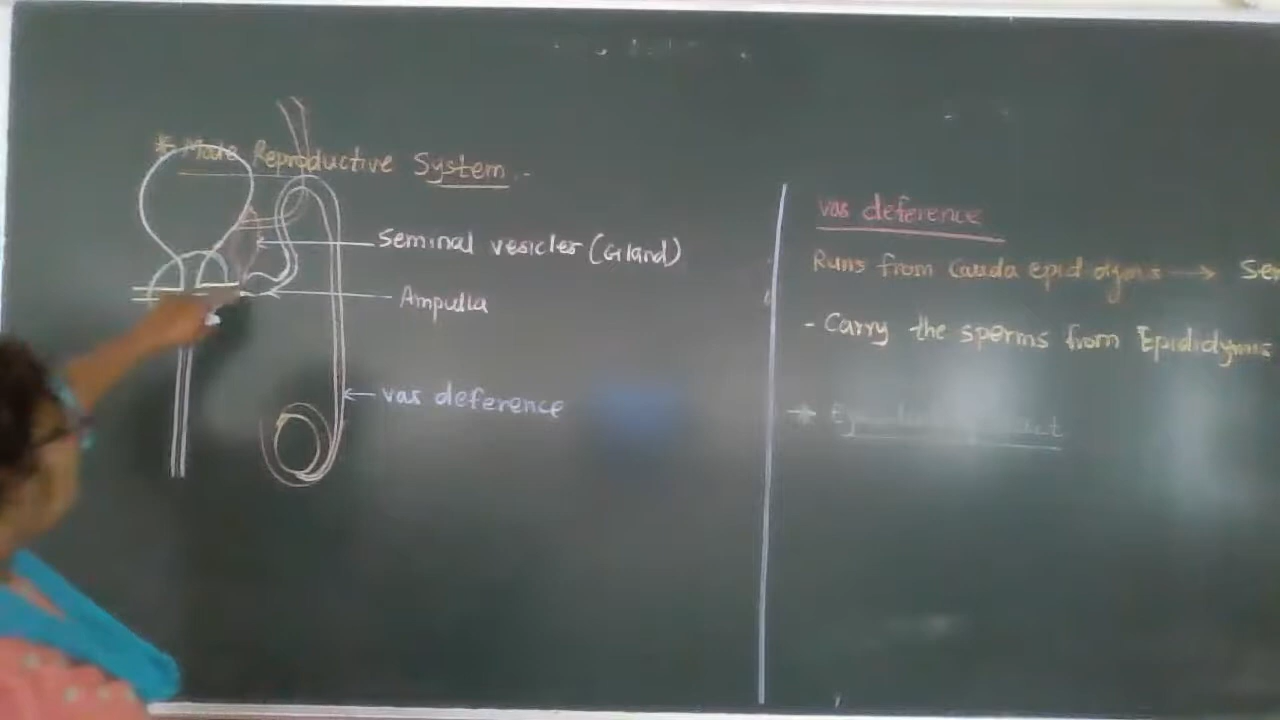 * Male Reproductive System -
Seminal vesicles (Gland)
Ampulla
vas deference
vas deference
Runs from Cauda epididymis → Se
- Carry the sperms from Epididymis
*